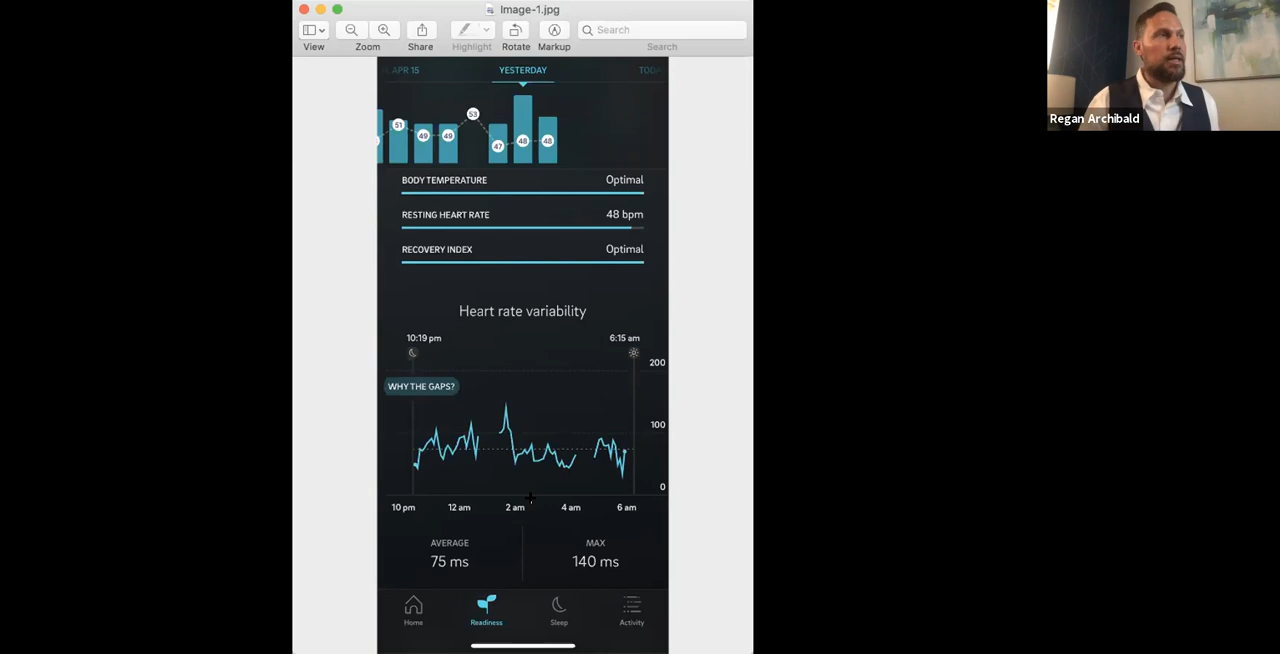 Image-1.jpg
Search
View
Zoom
Share
Highlight
Rotate
Markup
Search
Regan Archibald
APR 15
YESTERDAY
51
49
49
53
47
48
48
BODY TEMPERATURE Optimal
RESTING HEART RATE 48 bpm
RECOVERY INDEX Optimal
Heart rate variability
10:19 pm 6:15 am
200
WHY THE GAPS?
100
0
10 pm 12 am 2 am 4 am 6 am
AVERAGE MAX
75 ms 140 ms
Home Readiness Sleep Activity